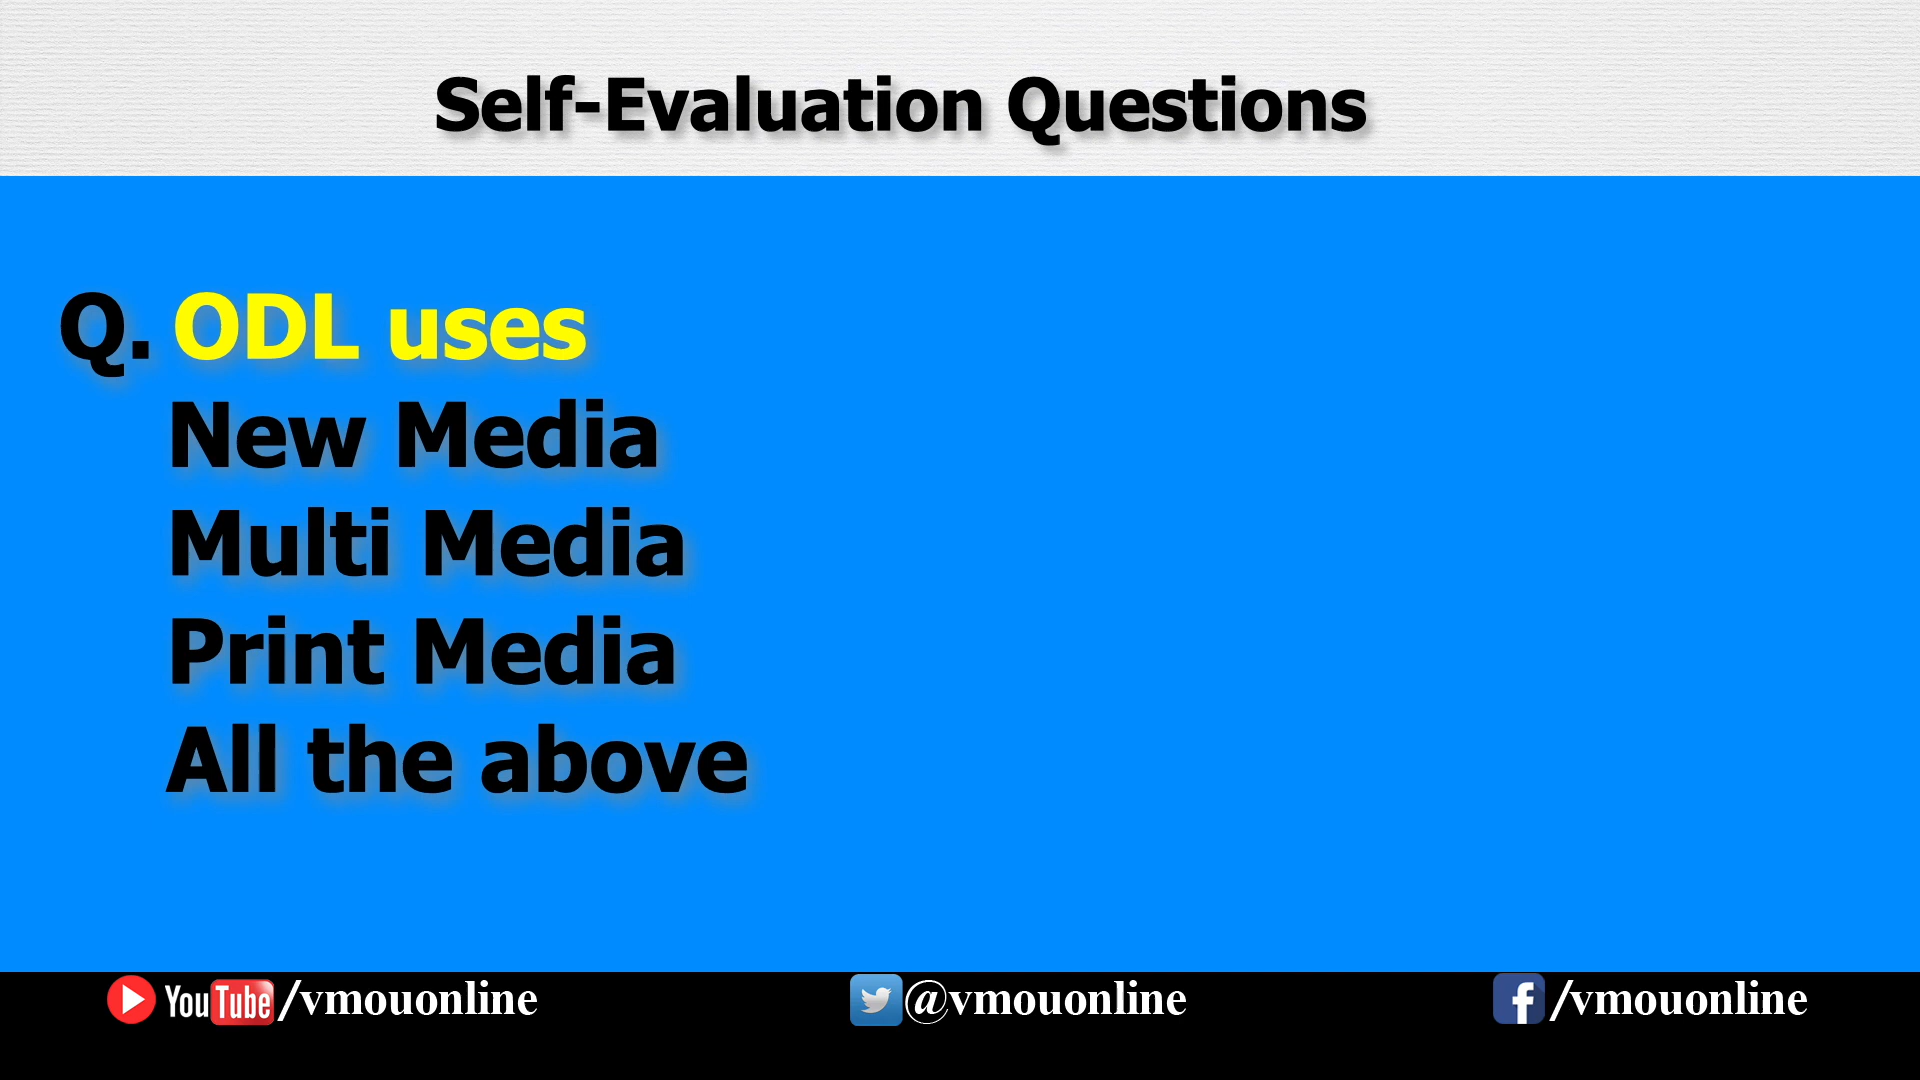 Self-Evaluation Questions
Q. ODL uses
New Media
Multi Media
Print Media
All the above
YouTube /vmouonline
@vmouonline
/vmouonline